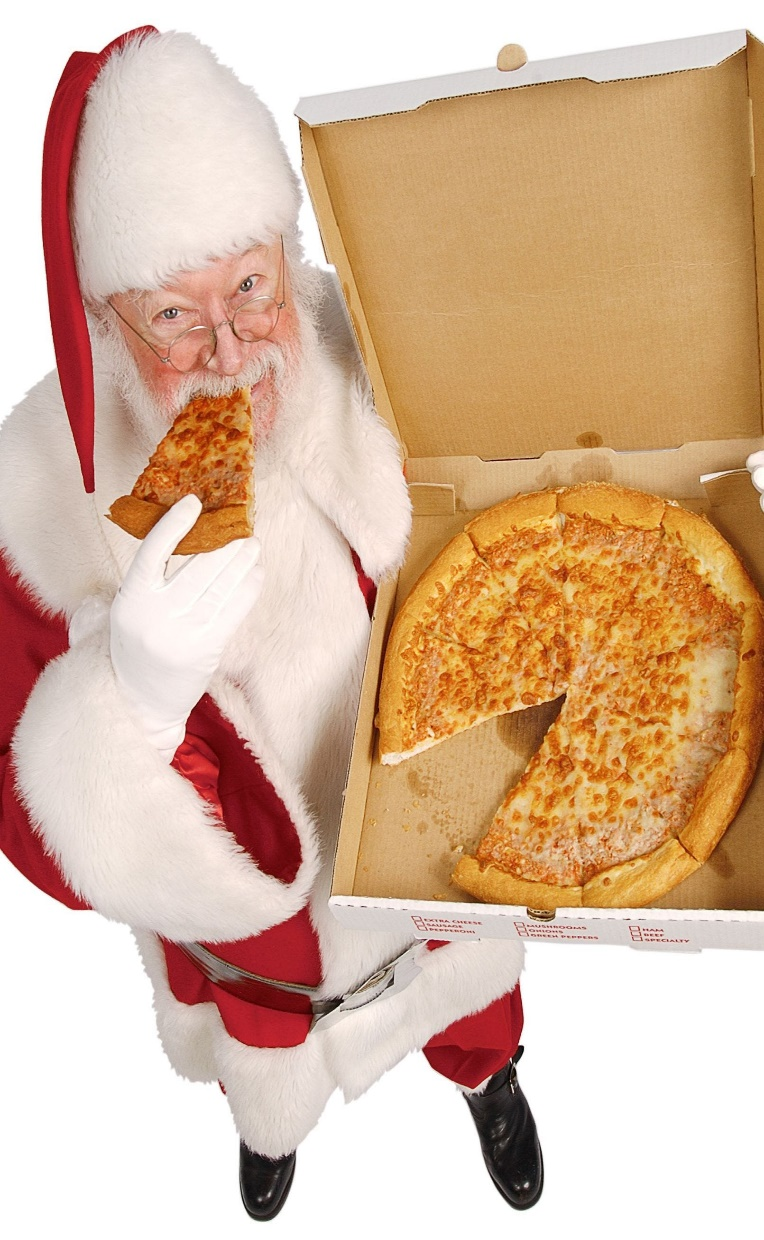 EXTRA CHEESE
SAUSAGE
PEPPERONI
MUSHROOMS
ONIONS
GREEN PEPPERS
HAM
BEEF
SPECIALTY